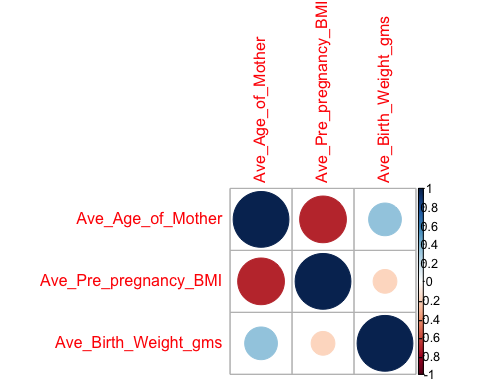 Ave_Age_of_Mother
Ave_Pre_pregnancy_BMI
Ave_Birth_Weight_gms
Ave_Age_of_Mother
Ave_Pre_pregnancy_BMI
Ave_Birth_Weight_gms
1
0.8
0.6
0.4
0.2
0
-0.2
-0.4
-0.6
-0.8
-1